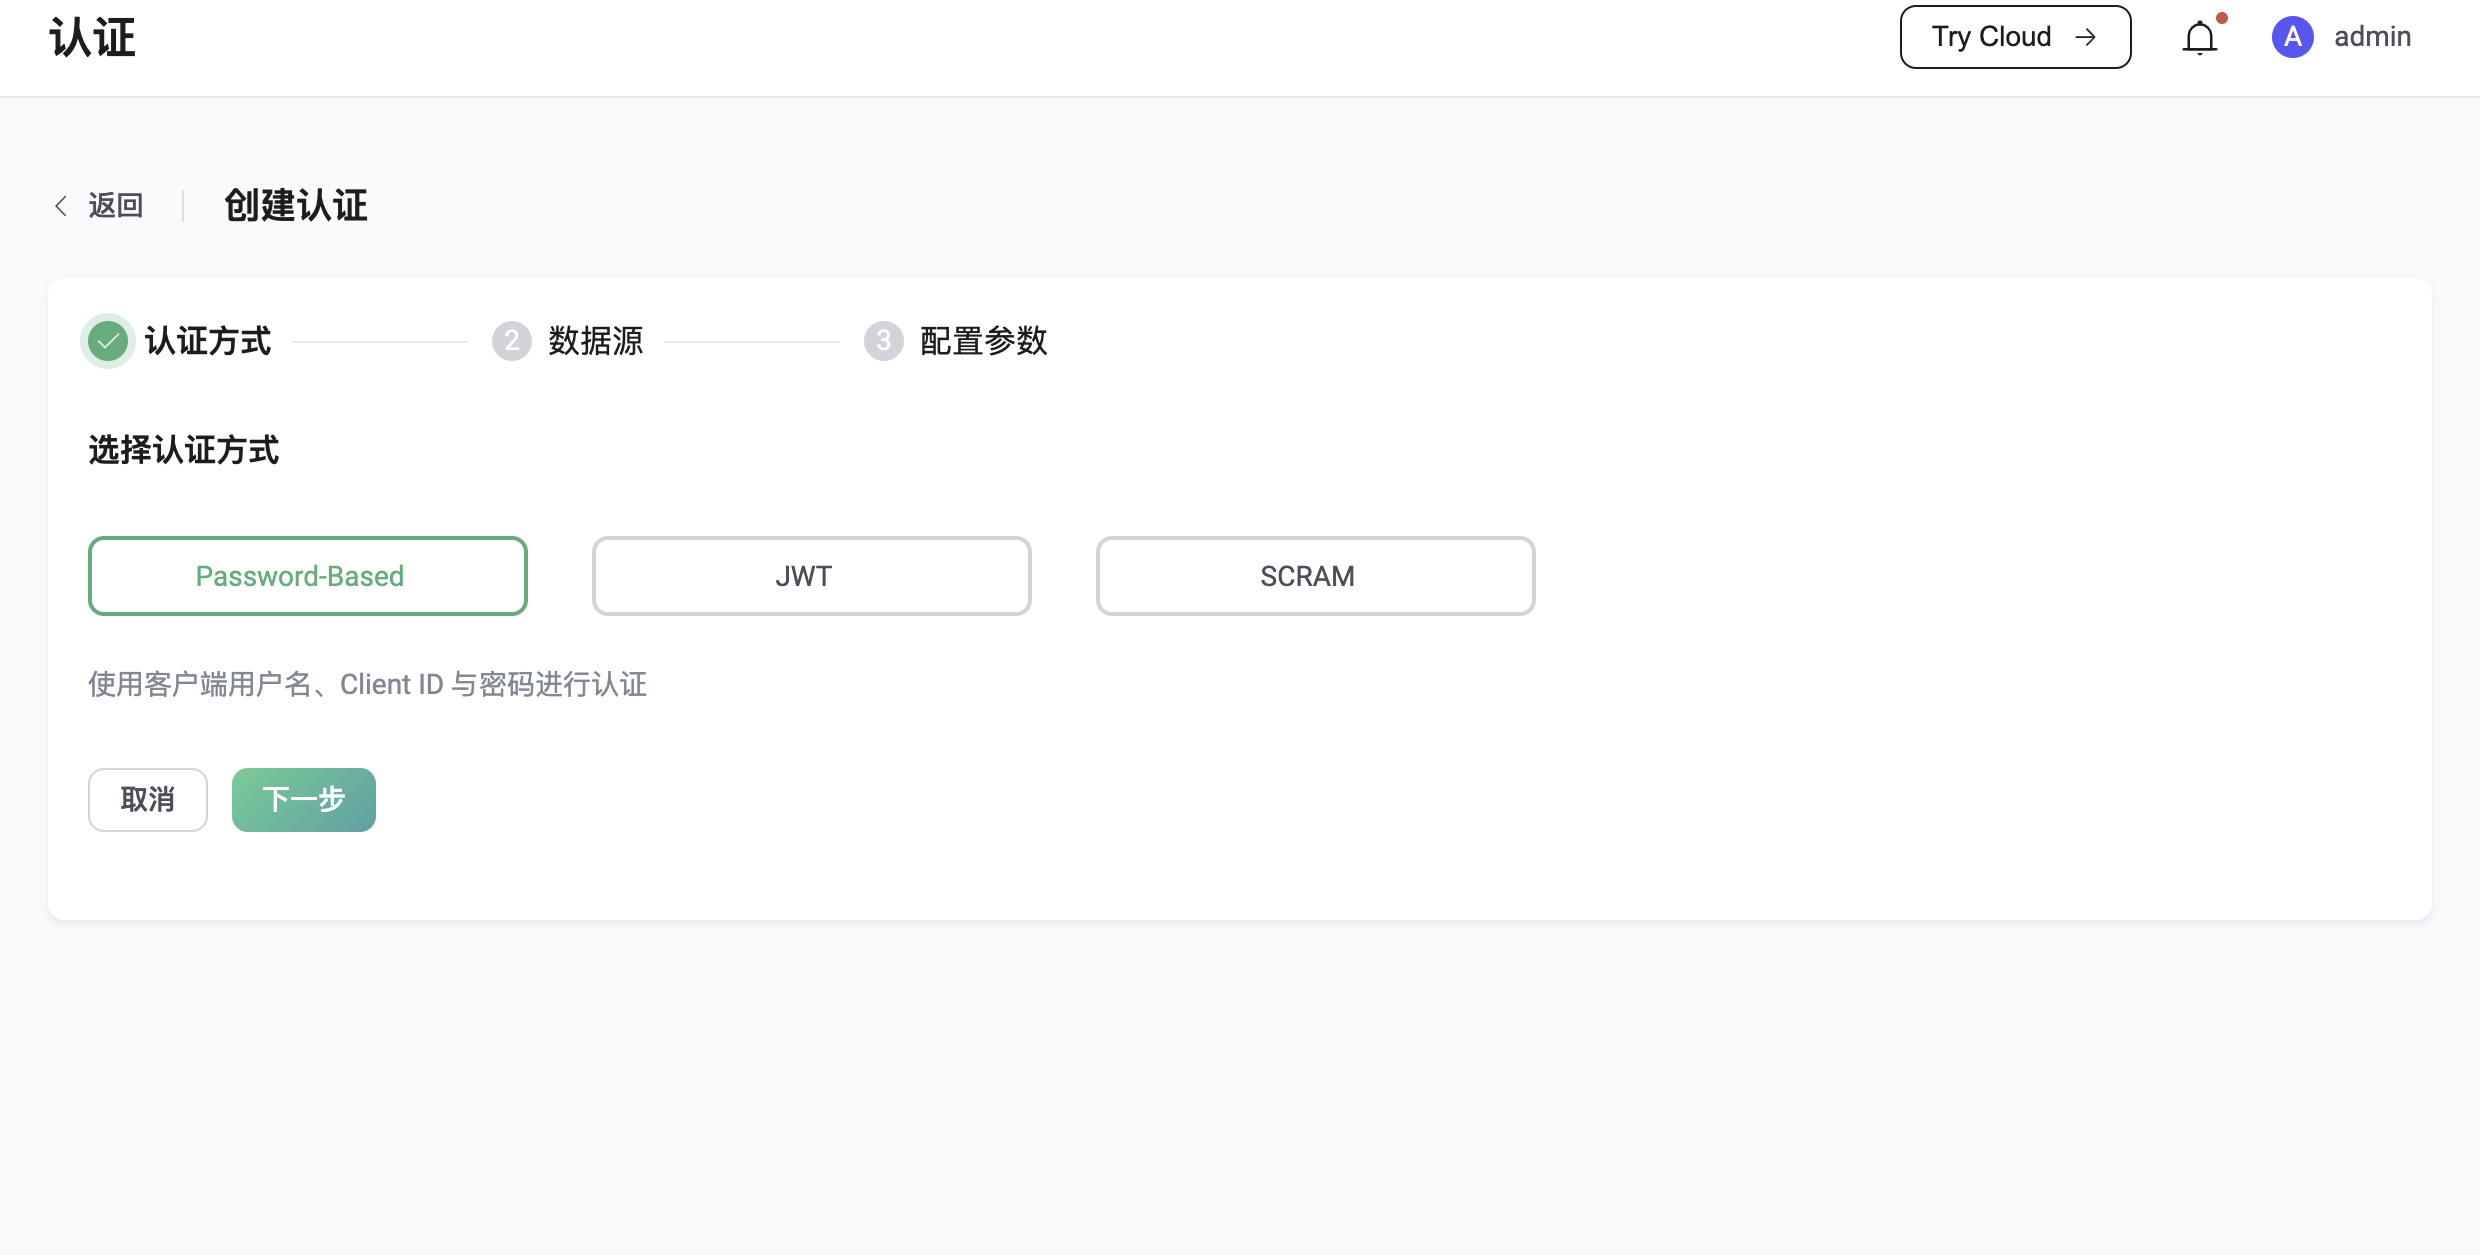 认证
Try Cloud → A admin
返回 创建认证
认证方式 2 数据源 3 配置参数
选择认证方式
Password-Based JWT SCRAM
使用客户端用户名、Client ID 与密码进行认证
取消 下一步